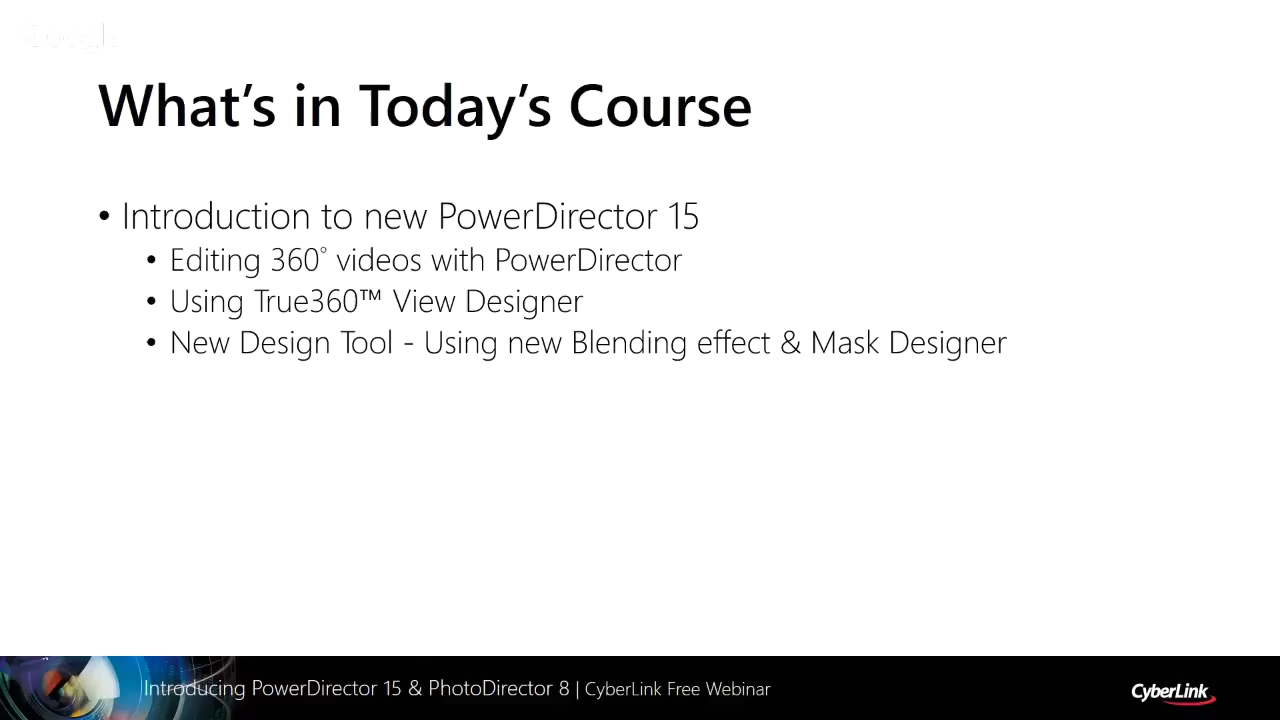 What’s in Today’s Course
• Introduction to new PowerDirector 15
• Editing 360° videos with PowerDirector
• Using True360™ View Designer
• New Design Tool - Using new Blending effect & Mask Designer
Introducing PowerDirector 15 & PhotoDirector 8 | CyberLink Free Webinar
CyberLink